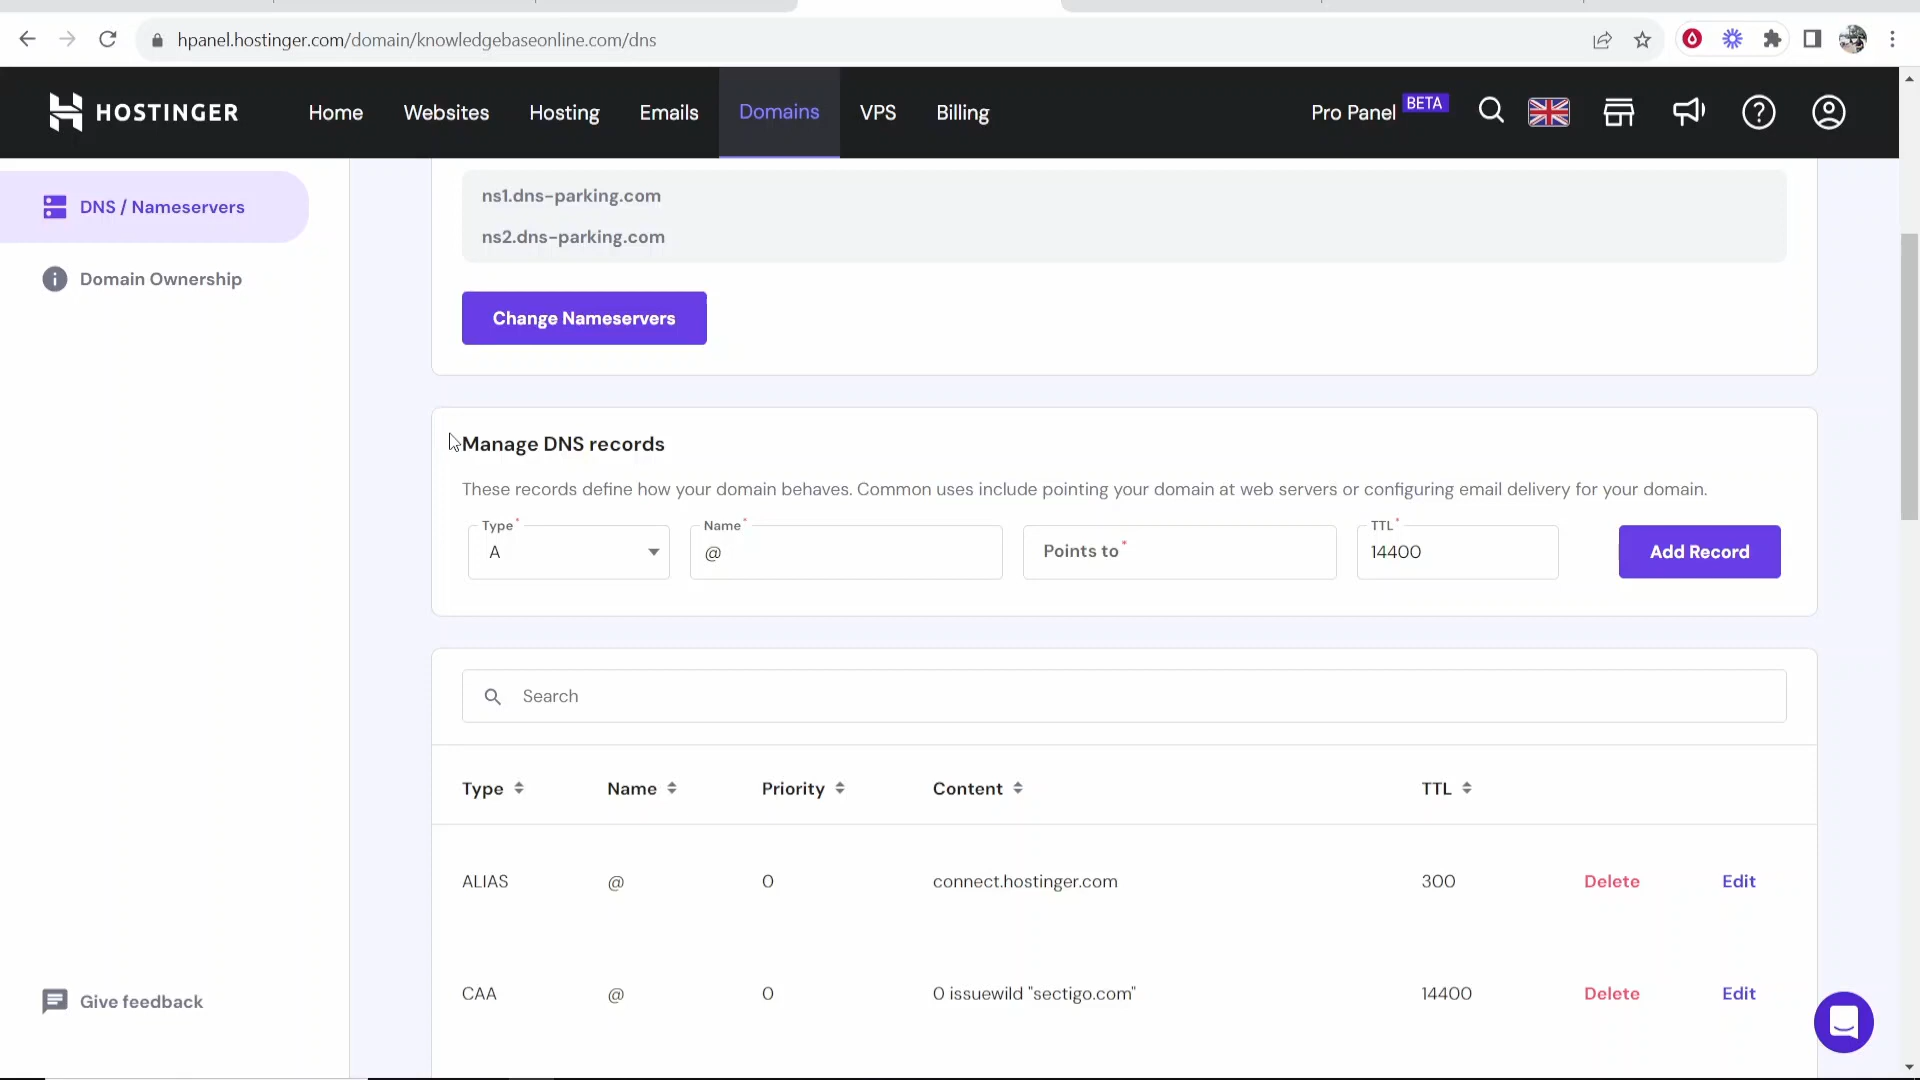 hpanel.hostinger.com/domain/knowledgebaseonline.com/dns
HOSTINGER
Home
Websites
Hosting
Emails
Domains
VPS
Billing
Pro Panel BETA
DNS / Nameservers
Domain Ownership
Give feedback
ns1.dns-parking.com
ns2.dns-parking.com
Change Nameservers
Manage DNS records
These records define how your domain behaves. Common uses include pointing your domain at web servers or configuring email delivery for your domain.
Type*
A
Name*
@
Points to*
TTL*
14400
Add Record
Search
Type Name Priority Content TTL
ALIAS @ 0 connect.hostinger.com 300 Delete Edit
CAA @ 0 0 issuewild "sectigo.com" 14400 Delete Edit